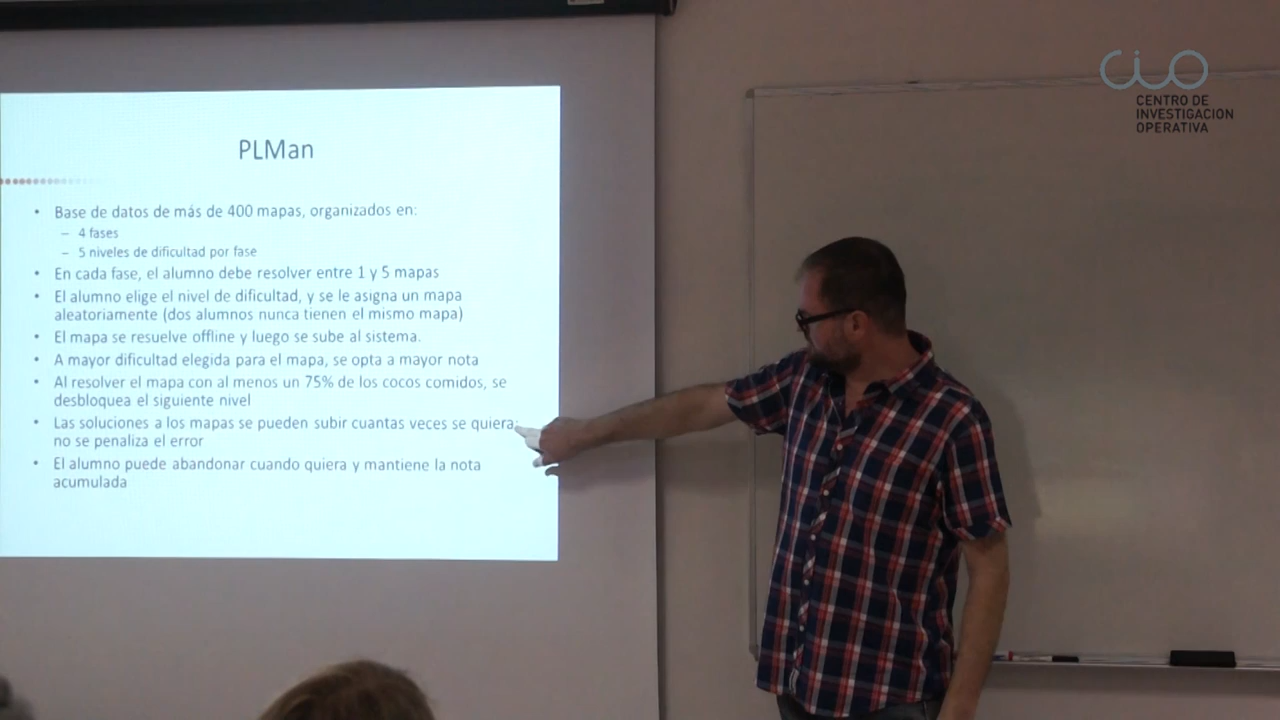 CIO
CENTRO DE
INVESTIGACION
OPERATIVA
PLMan
• Base de datos de más de 400 mapas, organizados en:
– 4 fases
– 5 niveles de dificultad por fase
• En cada fase, el alumno debe resolver entre 1 y 5 mapas
• El alumno elige el nivel de dificultad, y se le asigna un mapa
aleatoriamente (dos alumnos nunca tienen el mismo mapa)
• El mapa se resuelve offline y luego se sube al sistema.
• A mayor dificultad elegida para el mapa, se opta a mayor nota
• Al resolver el mapa con al menos un 75% de los cocos comidos, se
desbloquea el siguiente nivel
• Las soluciones a los mapas se pueden subir cuantas veces se quiera;
no se penaliza el error
• El alumno puede abandonar cuando quiera y mantiene la nota
acumulada